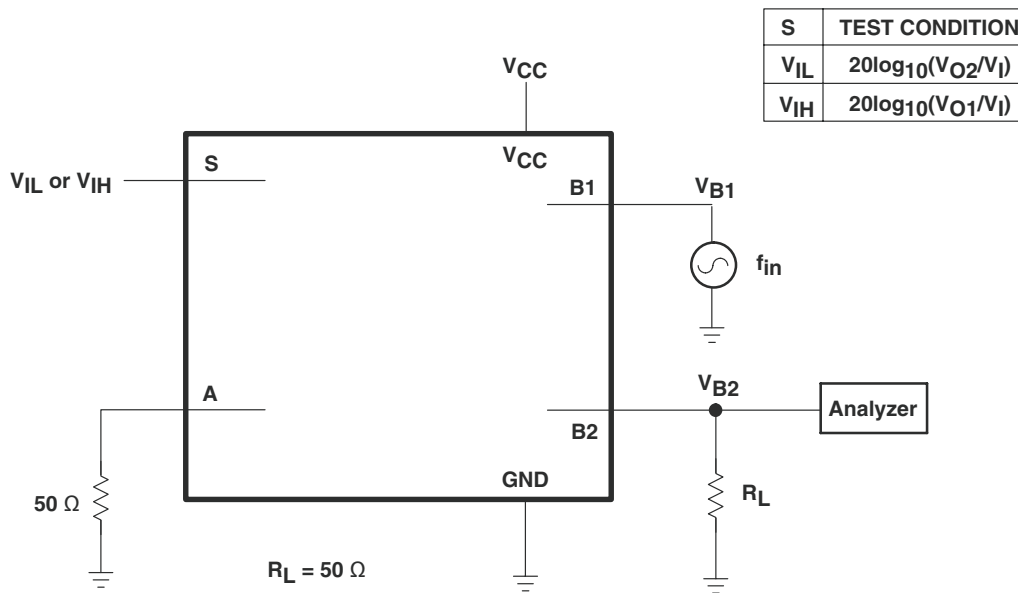 S TEST CONDITION
VIL 20log10(VO2/VI)
VIH 20log10(VO1/VI)
VCC
VCC
S
VIL or VIH
B1
VB1
fin
A
VB2
B2
Analyzer
GND
50 Ω
RL
RL = 50 Ω